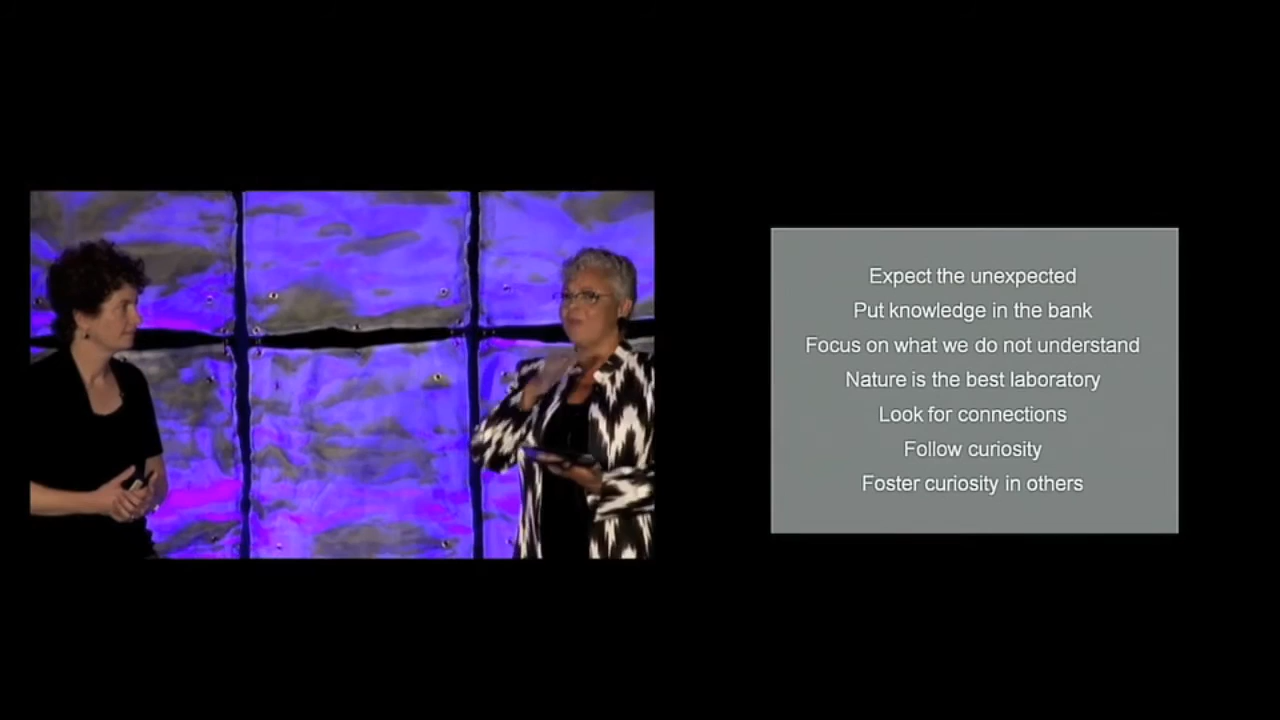 Expect the unexpected
Put knowledge in the bank
Focus on what we do not understand
Nature is the best laboratory
Look for connections
Follow curiosity
Foster curiosity in others